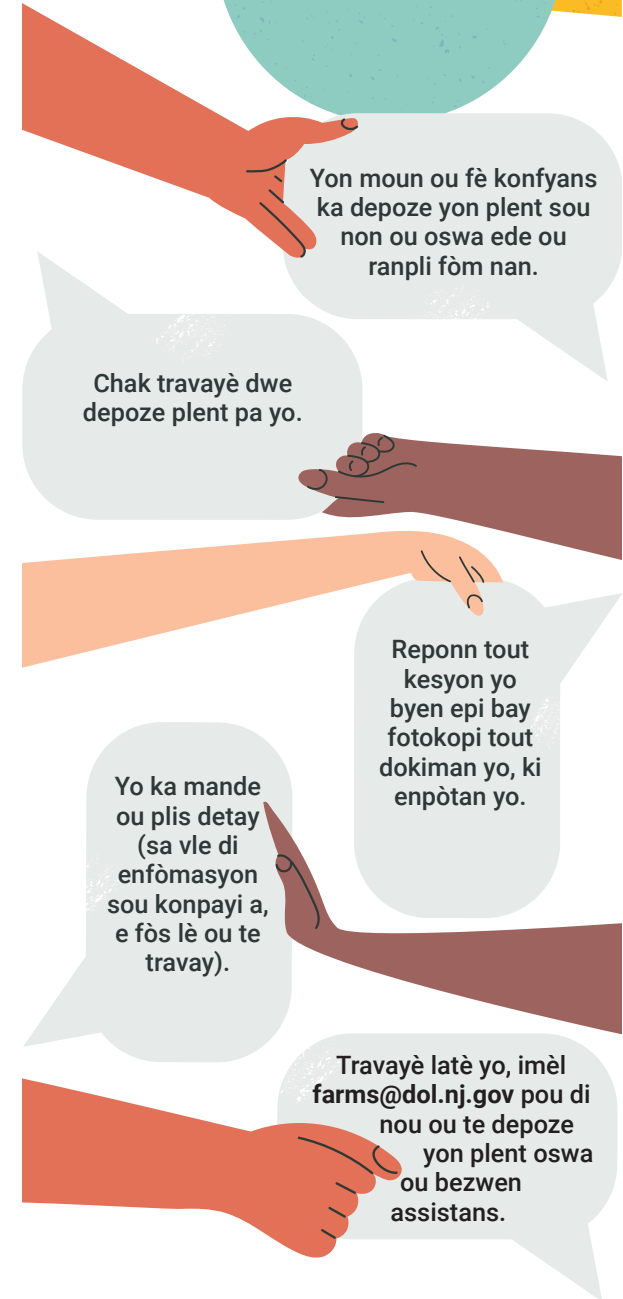 Yon moun ou fè konfyans
ka depoze yon plent sou
non ou oswa ede ou
ranpli fòm nan.
Chak travayè dwe
depoze plent pa yo.
Reponn tout
kesyon yo
byen epi bay
fotokopi tout
dokiman yo, ki
enpòtan yo.
Yo ka mande
ou plis detay
(sa vle di
enfòmasyon
sou konpayi a,
e fòs lè ou te
travay).
Travayè latè yo, imèl
farms@dol.nj.gov pou di
nou ou te depoze
yon plent oswa
ou bezwen
assistans.